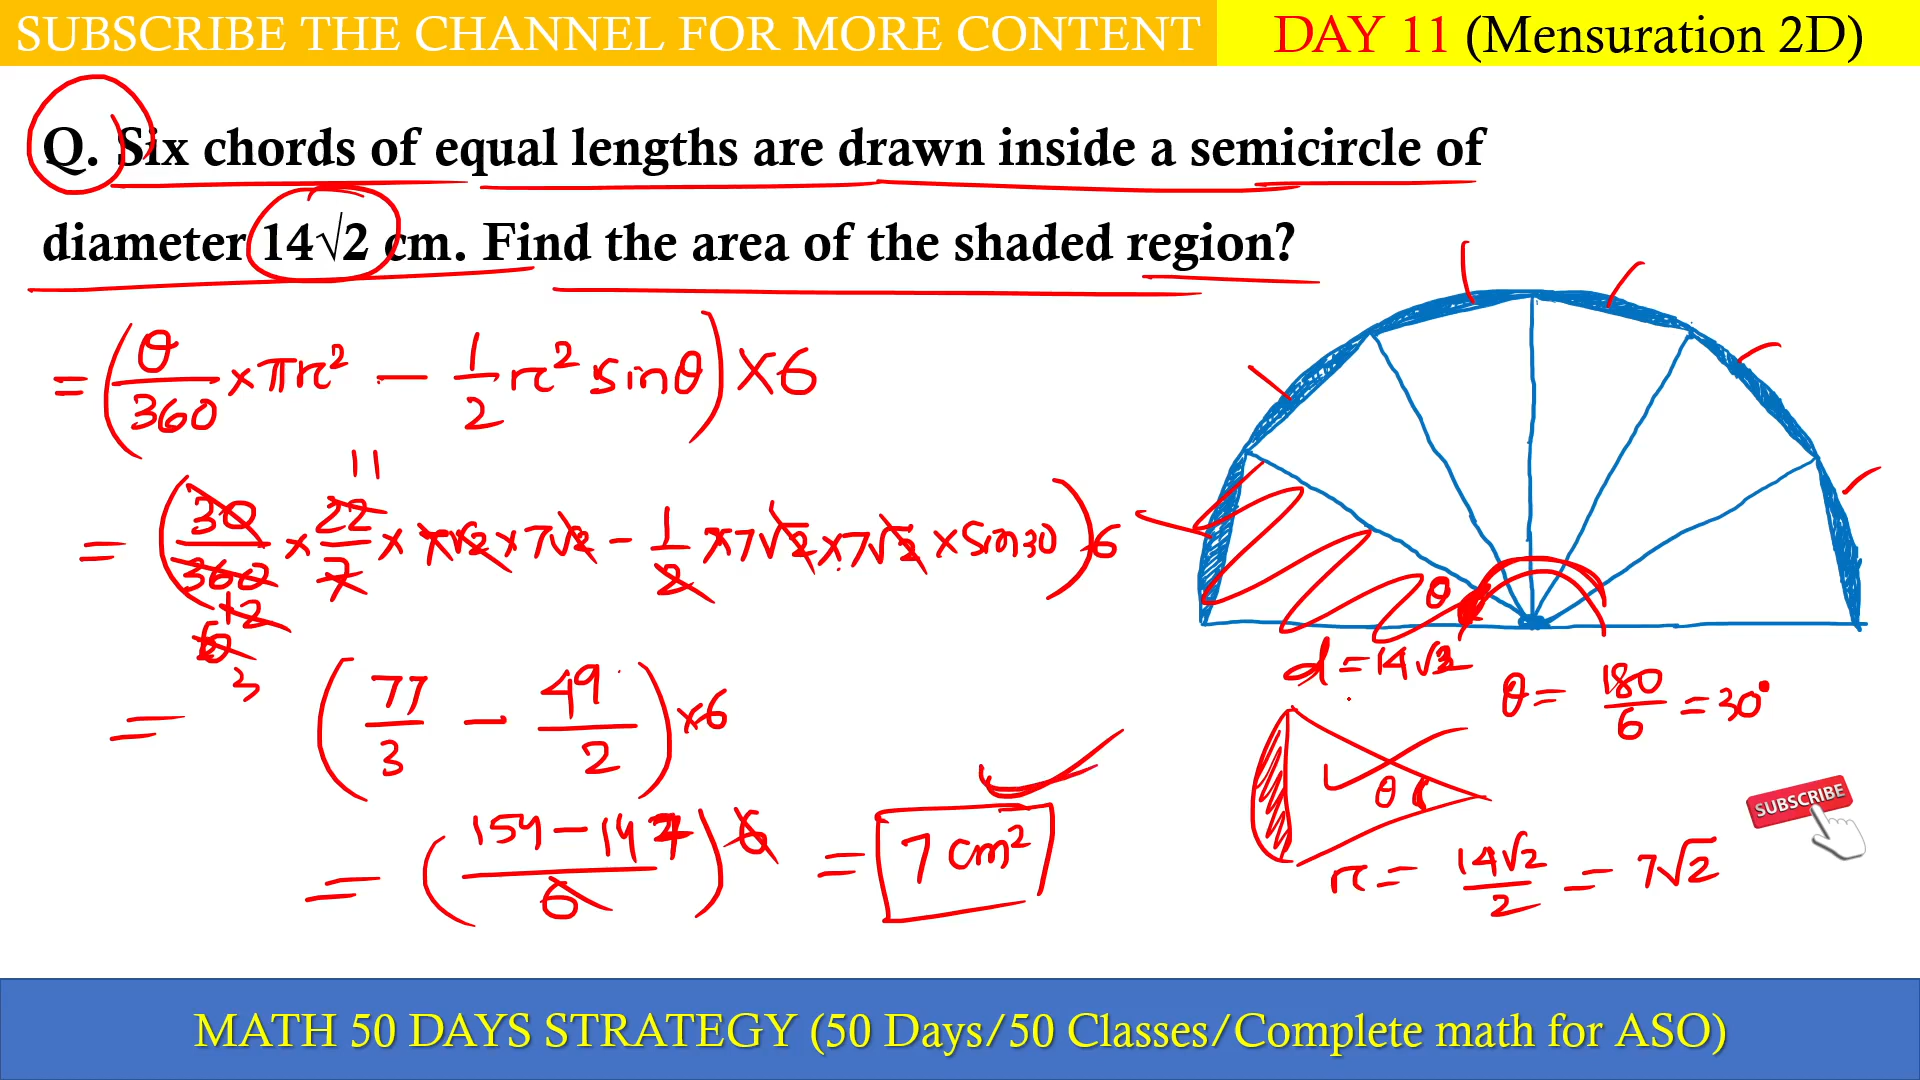 SUBSCRIBE THE CHANNEL FOR MORE CONTENT
DAY 11 (Mensuration 2D)
Q. Six chords of equal lengths are drawn inside a semicircle of
diameter 14√2 cm. Find the area of the shaded region?
= (θ/360 × πr² − 1/2 r² sinθ) × 6
11
= (30/360 × 22/7 × 7√2 × 7√2 − 1/2 × 7√2 × 7√2 × sin30) 6
12
6
3
= (77/3 − 49/2) × 6
= (154 − 147/6) 6 = 7 cm²
θ
d = 14√2
θ = 180/6 = 30°
θ
r = 14√2/2 = 7√2
SUBSCRIBE
MATH 50 DAYS STRATEGY (50 Days/50 Classes/Complete math for ASO)